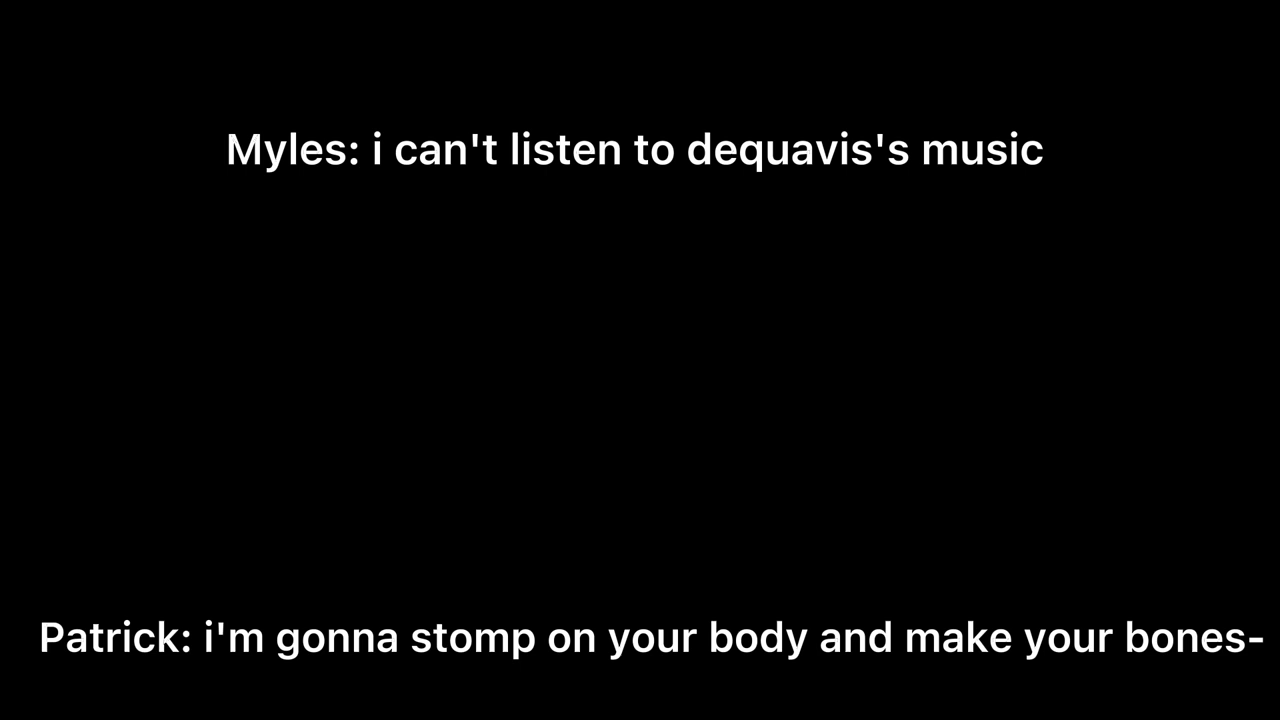 Myles: i can't listen to dequavis's music
Patrick: i'm gonna stomp on your body and make your bones-